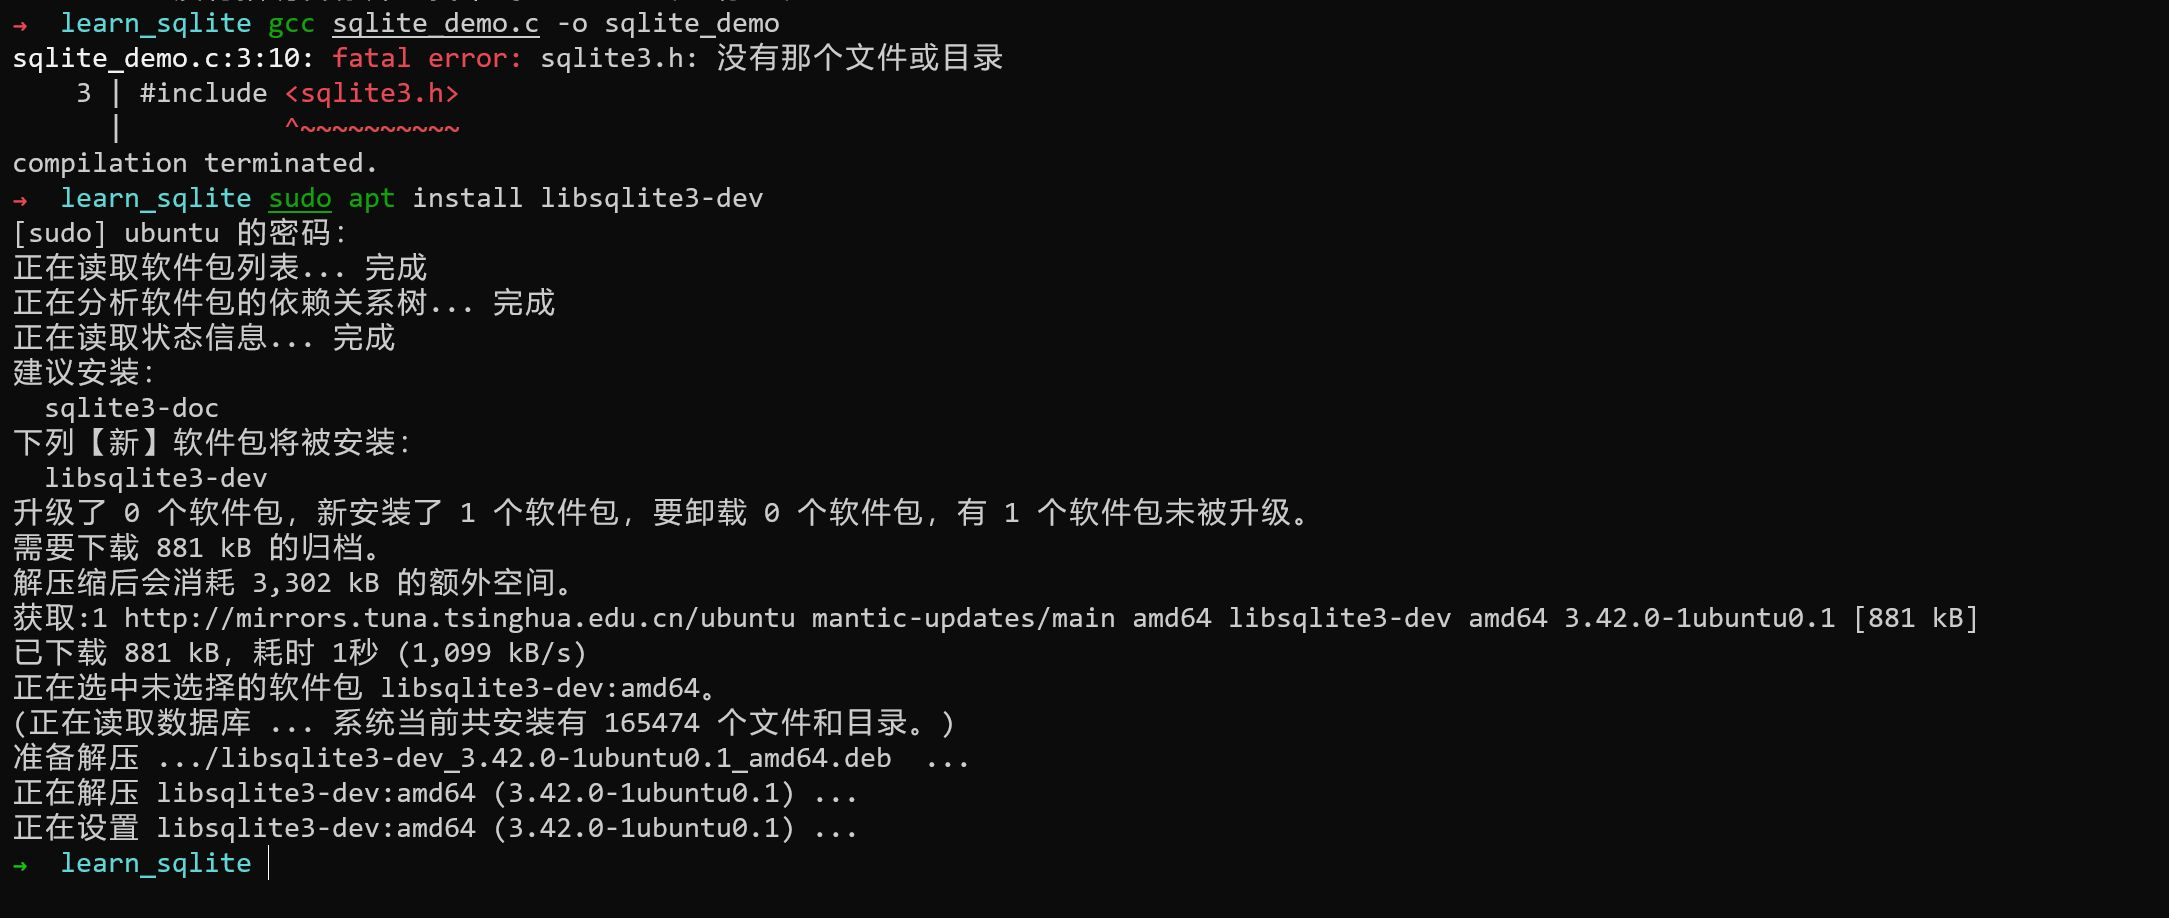 → learn_sqlite gcc sqlite_demo.c -o sqlite_demo
sqlite_demo.c:3:10: fatal error: sqlite3.h: 没有那个文件或目录
    3 | #include <sqlite3.h>
      |          ^~~~~~~~~~~
compilation terminated.
→ learn_sqlite sudo apt install libsqlite3-dev
[sudo] ubuntu 的密码：
正在读取软件包列表... 完成
正在分析软件包的依赖关系树... 完成
正在读取状态信息... 完成
建议安装：
  sqlite3-doc
下列【新】软件包将被安装：
  libsqlite3-dev
升级了 0 个软件包，新安装了 1 个软件包，要卸载 0 个软件包，有 1 个软件包未被升级。
需要下载 881 kB 的归档。
解压缩后会消耗 3,302 kB 的额外空间。
获取:1 http://mirrors.tuna.tsinghua.edu.cn/ubuntu mantic-updates/main amd64 libsqlite3-dev amd64 3.42.0-1ubuntu0.1 [881 kB]
已下载 881 kB，耗时 1秒 (1,099 kB/s)
正在选中未选择的软件包 libsqlite3-dev:amd64。
(正在读取数据库 ... 系统当前共安装有 165474 个文件和目录。)
准备解压 .../libsqlite3-dev_3.42.0-1ubuntu0.1_amd64.deb  ...
正在解压 libsqlite3-dev:amd64 (3.42.0-1ubuntu0.1) ...
正在设置 libsqlite3-dev:amd64 (3.42.0-1ubuntu0.1) ...
→ learn_sqlite